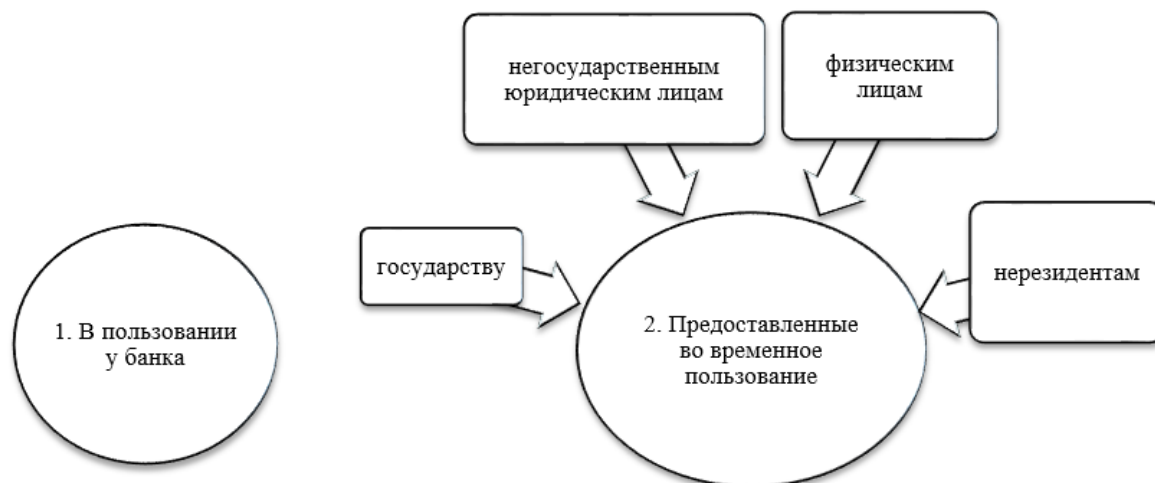 негосударственным
юридическим лицам
физическим
лицам
государству
нерезидентам
1. В пользовании
у банка
2. Предоставленные
во временное
пользование